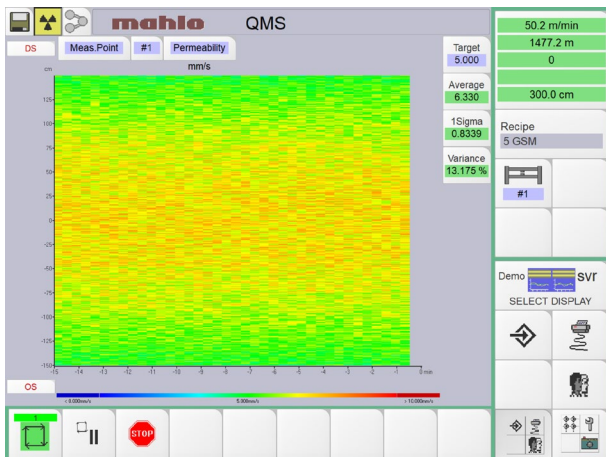 mahlo QMS
50.2 m/min
1477.2 m
0
300.0 cm
DS
Meas.Point
#1
Permeability
Target
5.000
cm
mm/s
Average
6.330
1Sigma
0.8339
Variance
13.175 %
Recipe
5 GSM
#1
125-
100-
75-
50-
25-
0-
-25-
-50-
-75-
-100-
-125-
-150
-15 -14 -13 -12 -11 -10 -9 -8 -7 -6 -5 -4 -3 -2 -1 0 min
OS
5.000mm/s
Demo
svr
SELECT DISPLAY
1
STOP